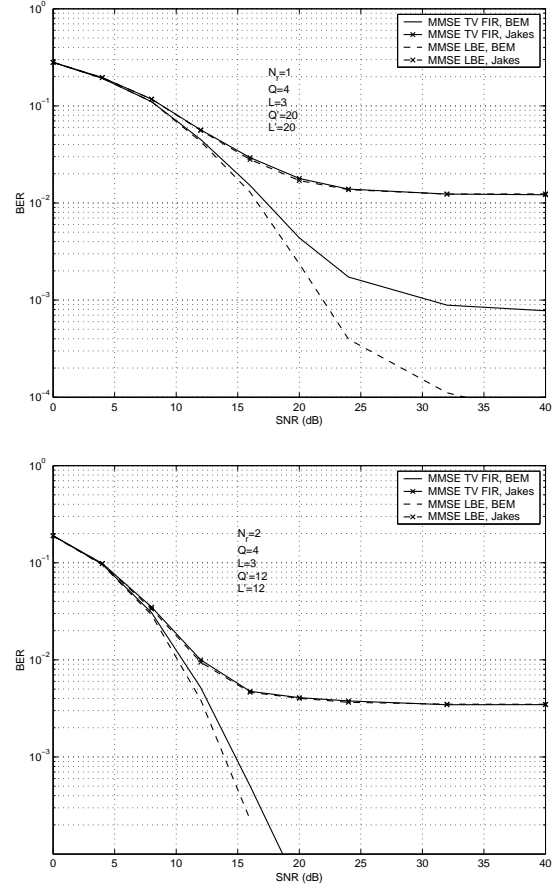 10^0
10^-1
10^-2
10^-3
10^-4
BER
0 5 10 15 20 25 30 35 40
SNR (dB)
MMSE TV FIR, BEM
MMSE TV FIR, Jakes
MMSE LBE, BEM
MMSE LBE, Jakes
N_r=1
Q=4
L=3
Q'=20
L'=20
10^0
10^-1
10^-2
10^-3
BER
0 5 10 15 20 25 30 35 40
SNR (dB)
MMSE TV FIR, BEM
MMSE TV FIR, Jakes
MMSE LBE, BEM
MMSE LBE, Jakes
N_r=2
Q=4
L=3
Q'=12
L'=12